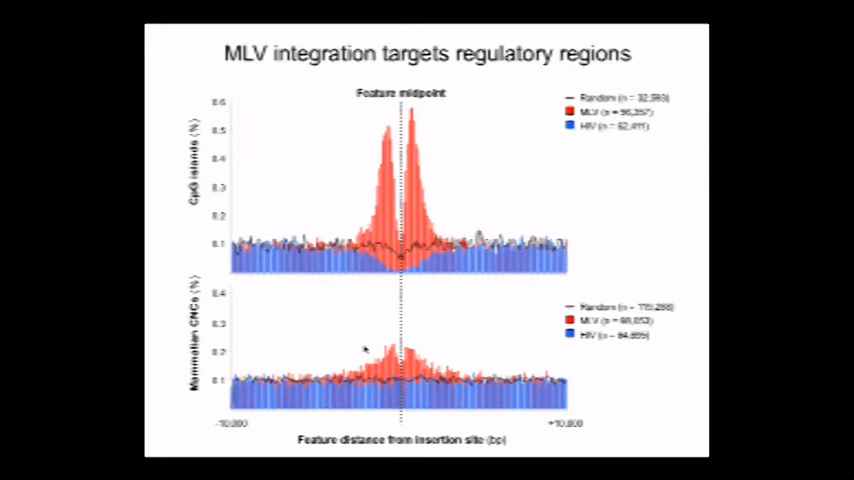 MLV integration targets regulatory regions
Feature midpoint
Random (n =
MLV (n =
HIV (n =
CpG islands (%)
0.6
0.5
0.4
0.3
0.2
0.1
Mammalian CNCs (%)
0.4
0.3
0.2
0.1
Random (n =
MLV (n =
HIV (n =
-10,000
+10,000
Feature distance from insertion site (bp)